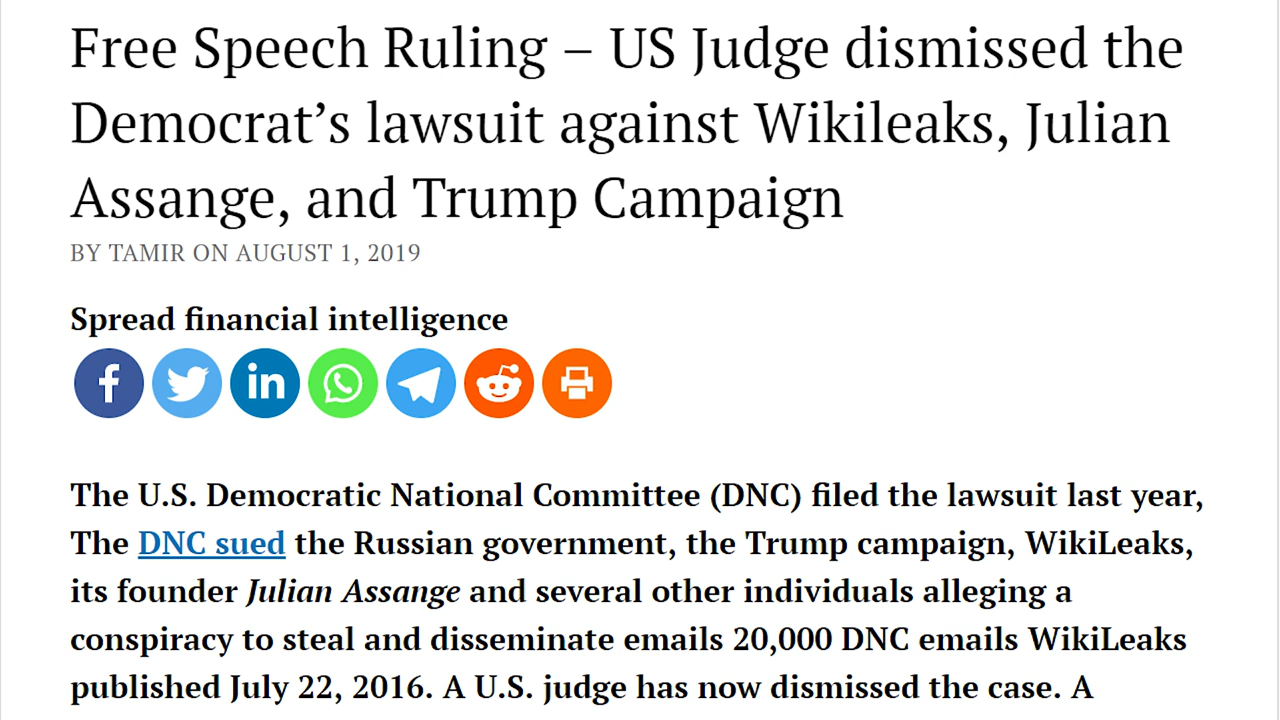 Free Speech Ruling – US Judge dismissed the
Democrat’s lawsuit against Wikileaks, Julian
Assange, and Trump Campaign
BY TAMIR ON AUGUST 1, 2019
Spread financial intelligence
The U.S. Democratic National Committee (DNC) filed the lawsuit last year,
The DNC sued the Russian government, the Trump campaign, WikiLeaks,
its founder Julian Assange and several other individuals alleging a
conspiracy to steal and disseminate emails 20,000 DNC emails WikiLeaks
published July 22, 2016. A U.S. judge has now dismissed the case. A